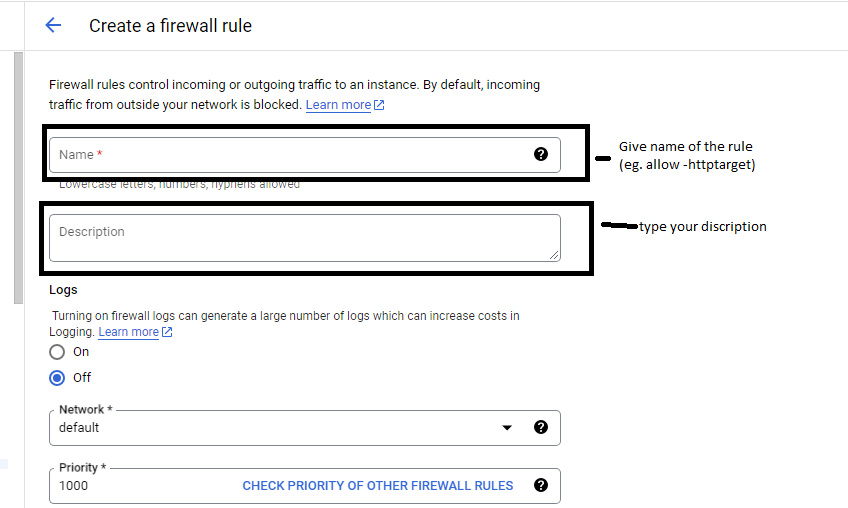 Create a firewall rule
Firewall rules control incoming or outgoing traffic to an instance. By default, incoming
traffic from outside your network is blocked. Learn more
Name *
Give name of the rule
(eg. allow -httptarget)
Lowercase letters, numbers, hyphens allowed
Description
type your discription
Logs
Turning on firewall logs can generate a large number of logs which can increase costs in
Logging. Learn more
On
Off
Network *
default
Priority *
1000
CHECK PRIORITY OF OTHER FIREWALL RULES